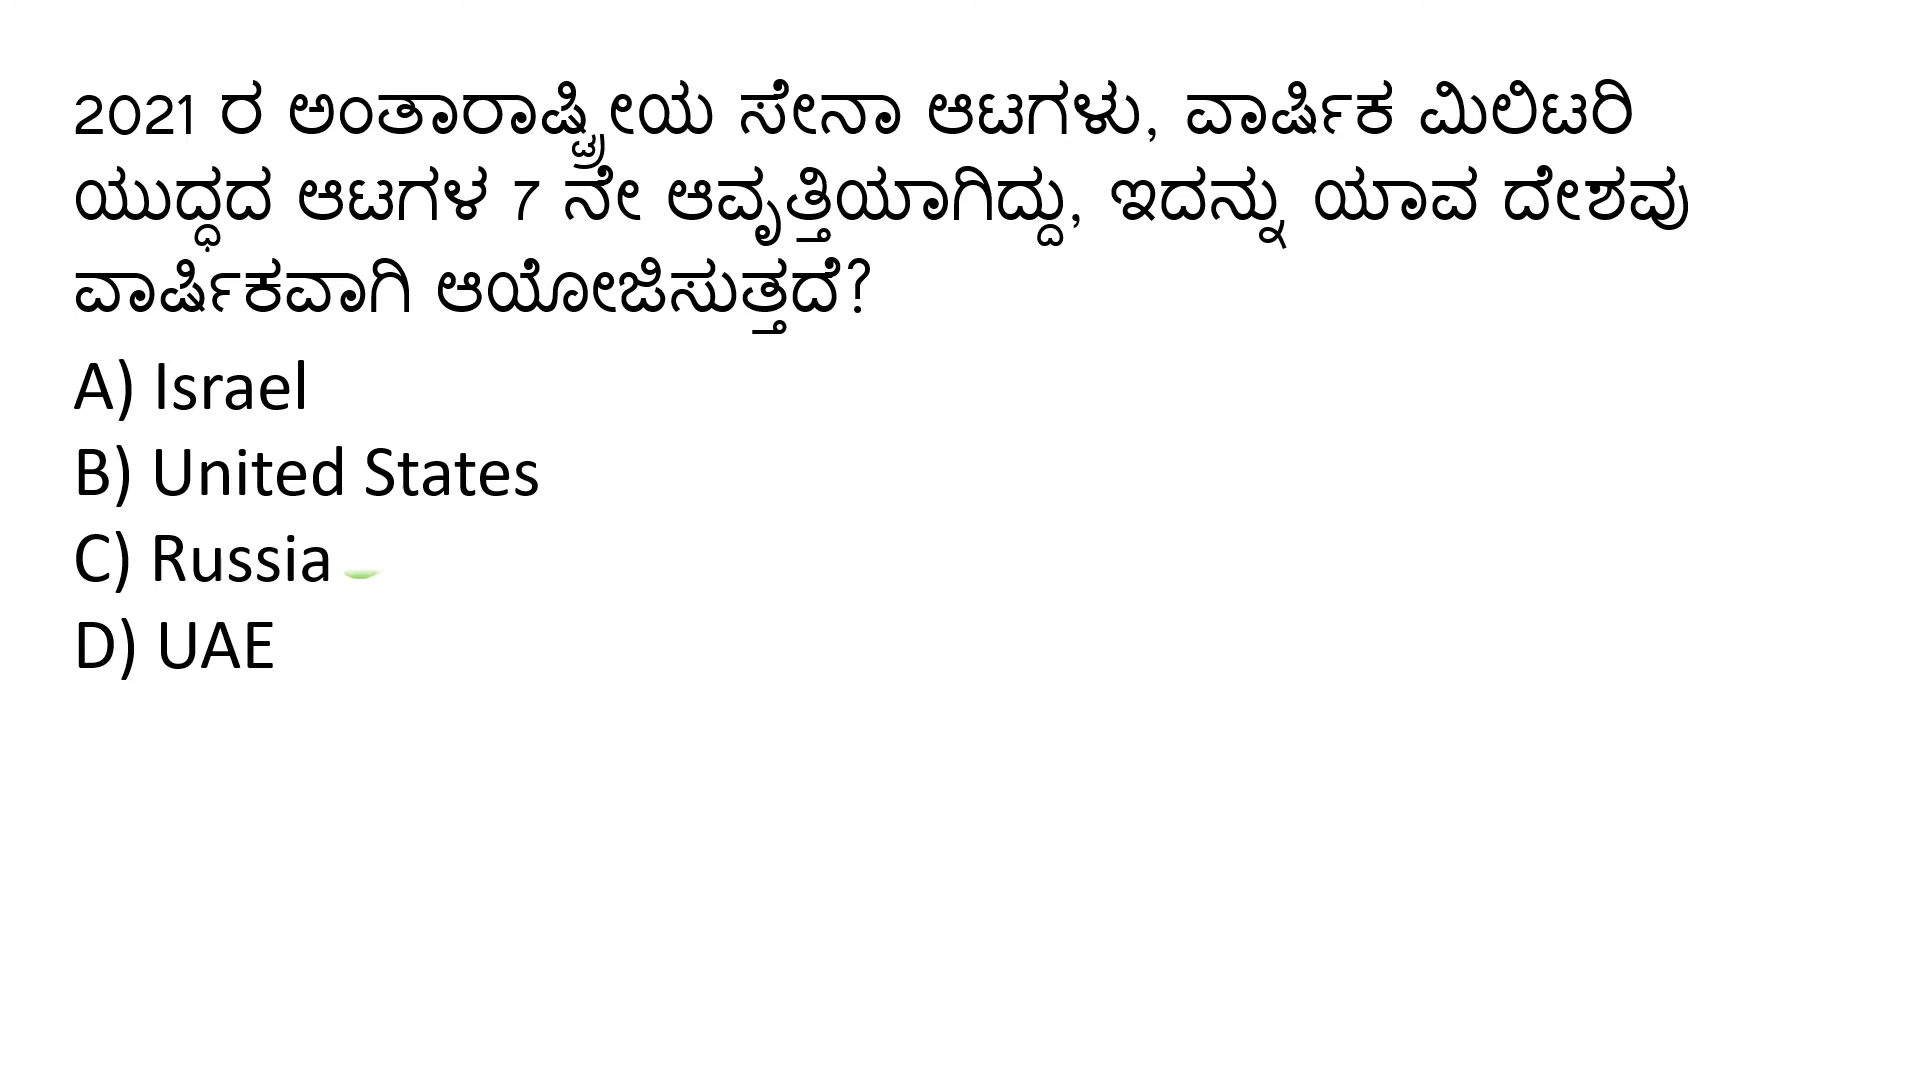 2021 ರ ಅಂತಾರಾಷ್ಟ್ರೀಯ ಸೇನಾ ಆಟಗಳು, ವಾರ್ಷಿಕ ಮಿಲಿಟರಿ
ಯುದ್ಧದ ಆಟಗಳ 7 ನೇ ಆವೃತ್ತಿಯಾಗಿದ್ದು, ಇದನ್ನು ಯಾವ ದೇಶವು
ವಾರ್ಷಿಕವಾಗಿ ಆಯೋಜಿಸುತ್ತದೆ?
A) Israel
B) United States
C) Russia
D) UAE